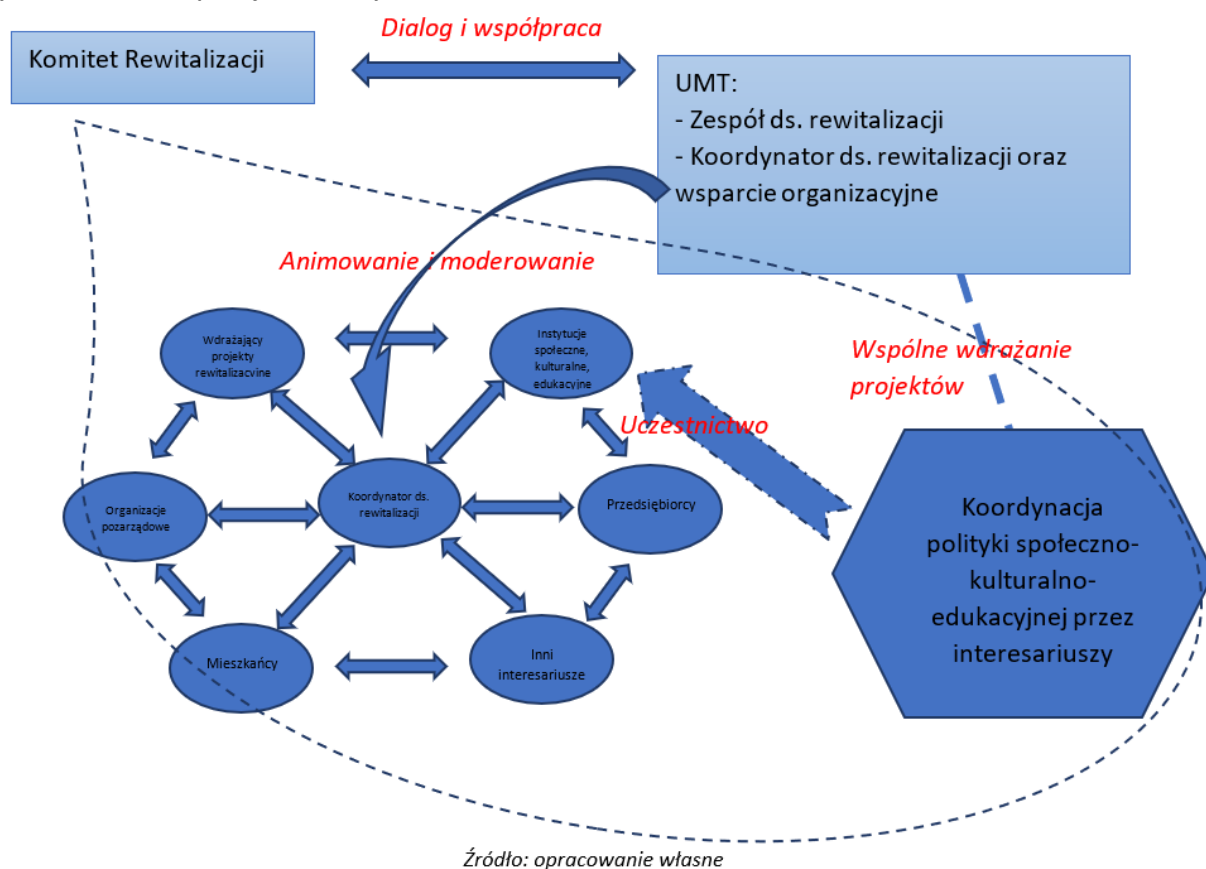 Dialog i współpraca
Komitet Rewitalizacji
UMT:
- Zespół ds. rewitalizacji
- Koordynator ds. rewitalizacji oraz
wsparcie organizacyjne
Animowanie i moderowanie
Wdrażający
projekty
rewitalizacyjne
Instytucje
społeczne,
kulturalne,
edukacyjne
Wspólne wdrażanie
projektów
Uczestnictwo
Organizacje
pozarządowe
Koordynator ds.
rewitalizacji
Przedsiębiorcy
Koordynacja
polityki społeczno-
kulturalno-
edukacyjnej przez
interesariuszy
Mieszkańcy
Inni
interesariusze
Źródło: opracowanie własne